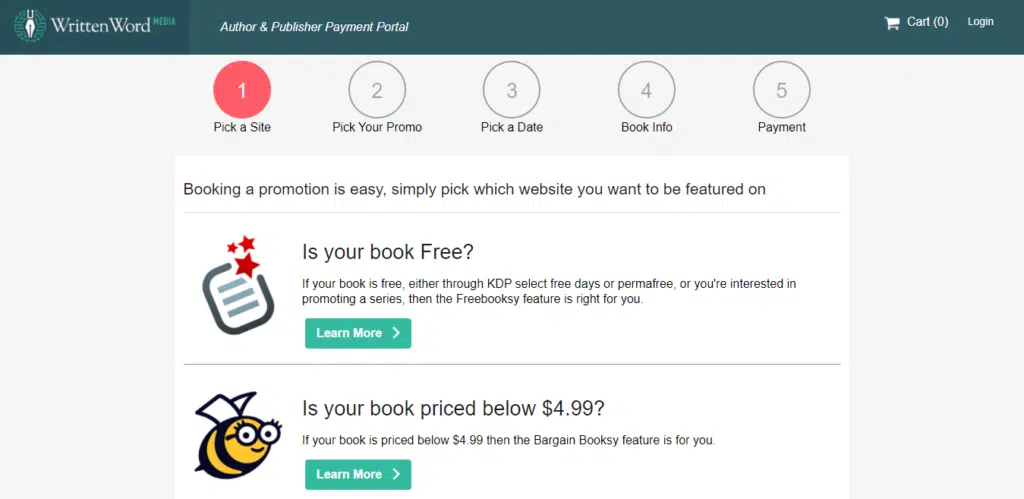 WrittenWord MEDIA
Author & Publisher Payment Portal
Cart (0)
Login
1
2
3
4
5
Pick a Site
Pick Your Promo
Pick a Date
Book Info
Payment
Booking a promotion is easy, simply pick which website you want to be featured on
Is your book Free?
If your book is free, either through KDP select free days or permafree, or you're interested in
promoting a series, then the Freebooksy feature is right for you.
Learn More
Is your book priced below $4.99?
If your book is priced below $4.99 then the Bargain Booksy feature is for you.
Learn More